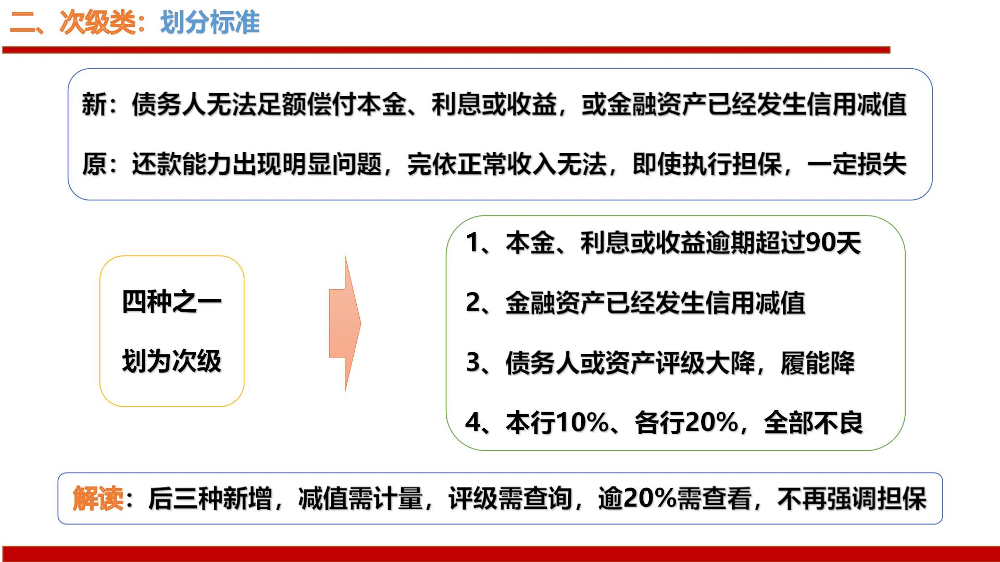 二、次级类：划分标准
新：债务人无法足额偿付本金、利息或收益，或金融资产已经发生信用减值
原：还款能力出现明显问题，完依正常收入无法，即使执行担保，一定损失
四种之一
划为次级
1、本金、利息或收益逾期超过90天
2、金融资产已经发生信用减值
3、债务人或资产评级大降，履能降
4、本行10%、各行20%，全部不良
解读：后三种新增，减值需计量，评级需查询，逾20%需查看，不再强调担保